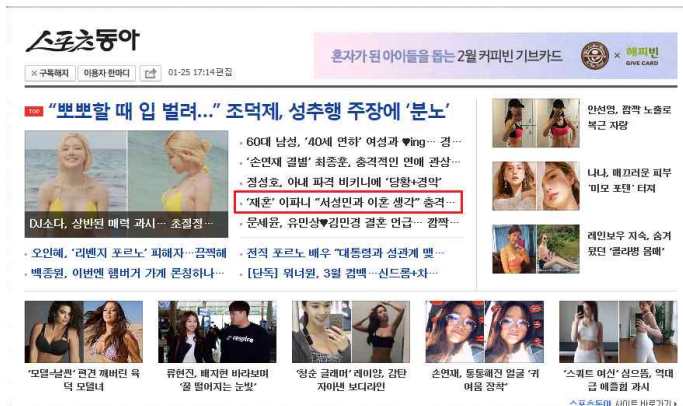 스포츠동아
혼자가 된 아이들을 돕는 2월 커피빈 기브카드
×
해피빈
GIVE CARD
× 구독해지
이용자 한마디
01-25 17:14 편집
TOP “뽀뽀할 때 입 벌려...” 조덕제, 성추행 주장에 ‘분노’
DJ소다, 상반된 매력 과시… 초절정…
60대 남성, ‘40세 연하’ 여성과 ♥ing… 경…
‘손연재 결별’ 최종훈, 충격적인 연애 관상…
정성호, 아내 파격 비키니에 ‘당황+경악’
‘재혼’ 이파니 “서성민과 이혼 생각” 충격…
문세윤, 유민상♥김민경 결혼 언급… 깜짝…
오인혜, ‘리벤지 포르노’ 피해자…끔찍해
백종원, 이번엔 햄버거 가게 론칭하나…
전직 포르노 배우 “대통령과 성관계 맺…
[단독] 워너원, 3월 컴백…신드롬+차…
안선영, 깜짝 노출로
복근 자랑
나나, 매끄러운 피부
‘미모 포텐’ 터져
레인보우 지숙, 숨겨
뒀던 ‘콜라병 몸매’
‘모델=날씬’ 편견 깨버린 육
덕 모델녀
류현진, 배지현 바라보며
‘꿀 떨어지는 눈빛’
‘청순 글래머’ 레이양, 감탄
자아낸 보디라인
손연재, 통통해진 얼굴 ‘귀
여움 장착’
‘스쿼트 여신’ 심으뜸, 역대
급 애플힙 과시
스포츠동아 사이트 바로가기